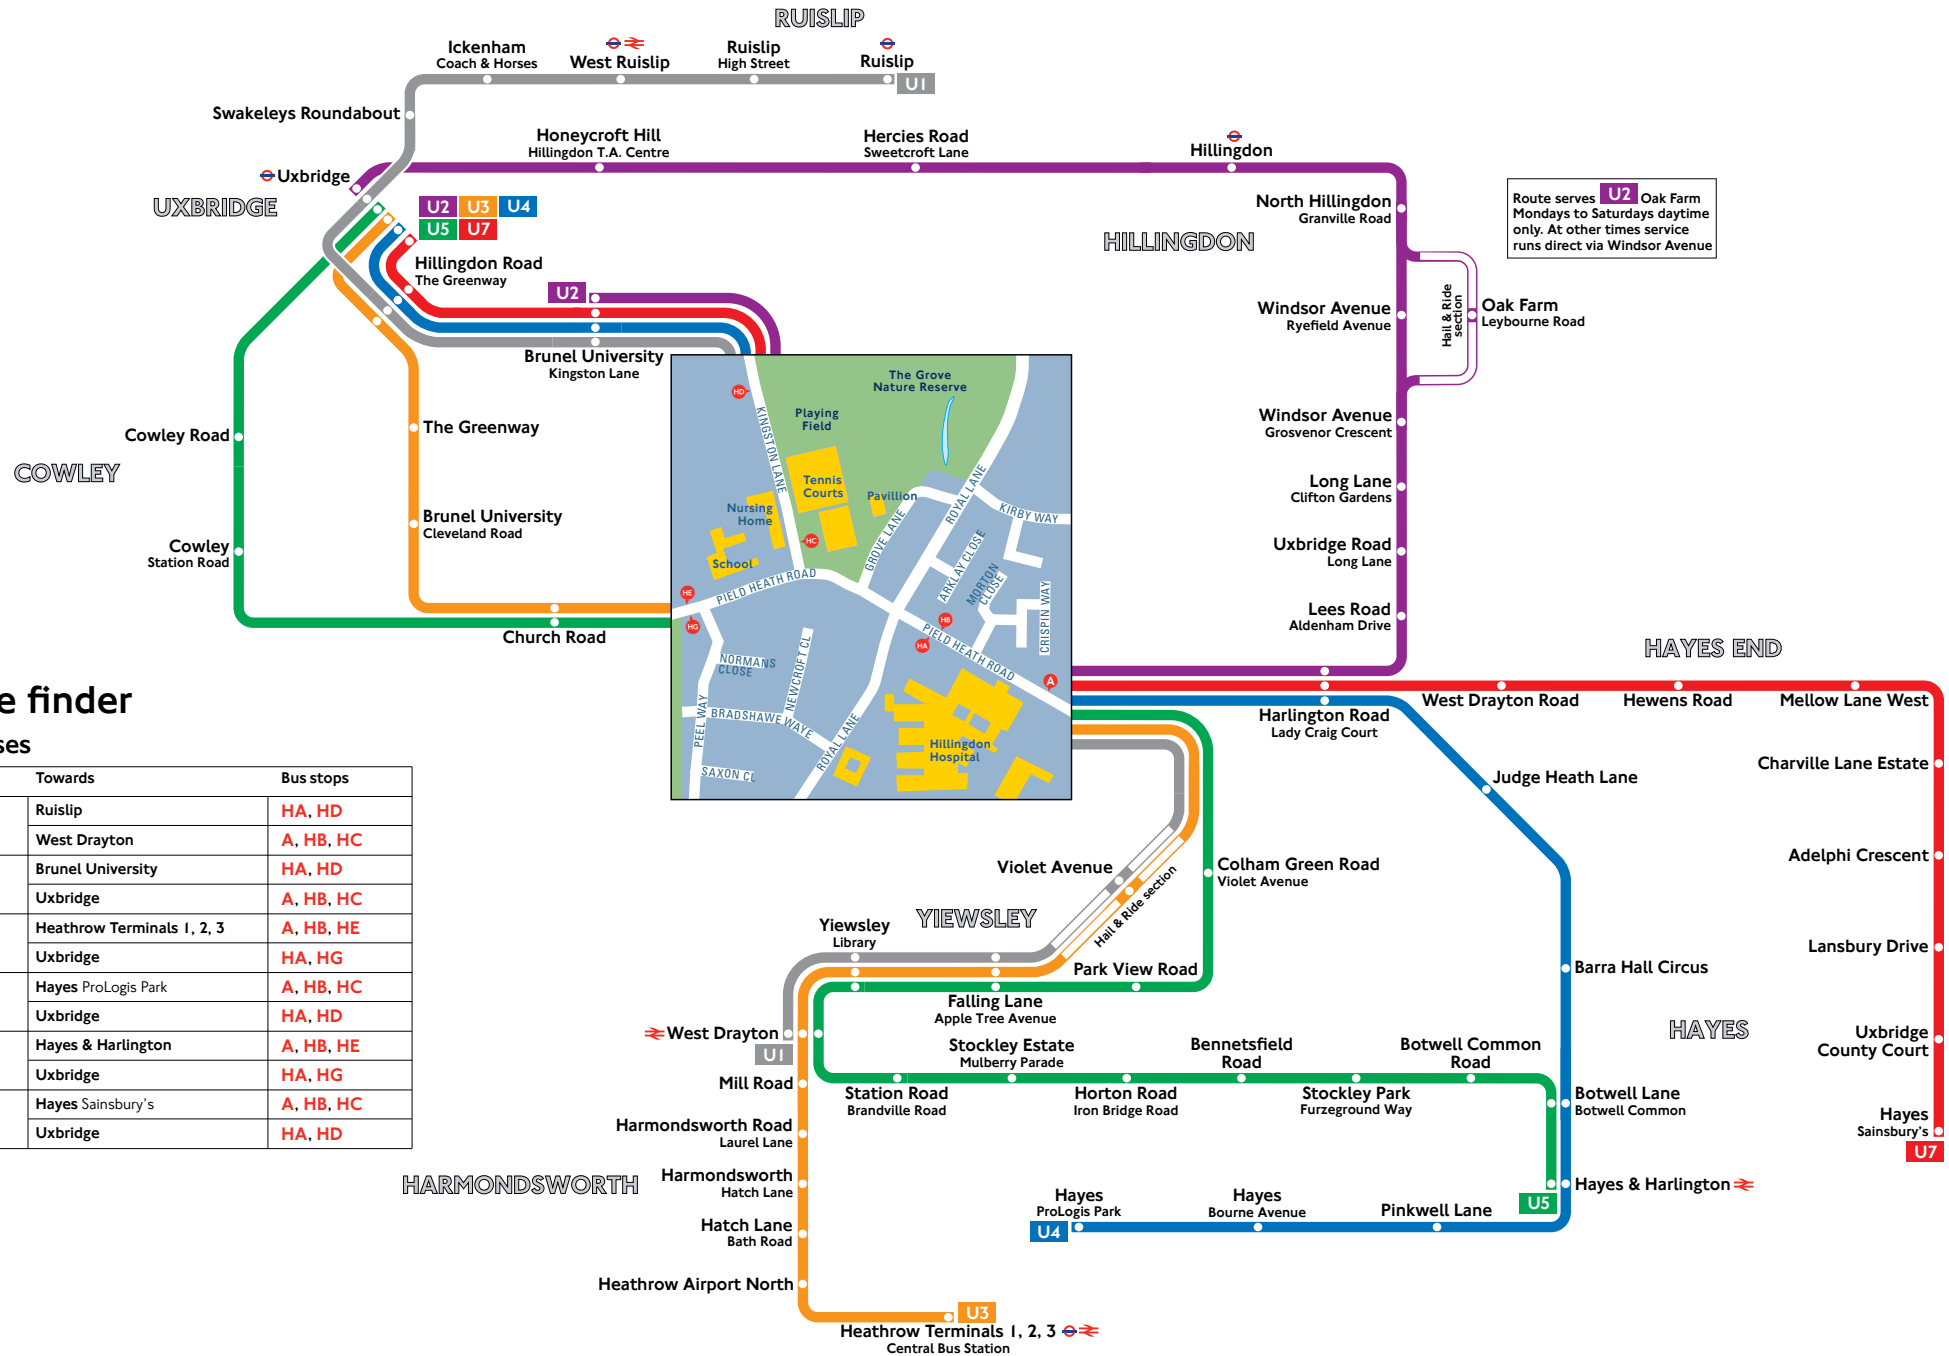 RUISLIP
Ickenham
Coach & Horses
West Ruislip
Ruislip
High Street
Ruislip
U1
Swakeleys Roundabout
Honeycroft Hill
Hillingdon T.A. Centre
Hercies Road
Sweetcroft Lane
Hillingdon
Uxbridge
UXBRIDGE
U2 U3 U4
U5 U7
Hillingdon Road
The Greenway
U2
Brunel University
Kingston Lane
North Hillingdon
Granville Road
HILLINGDON
Route serves U2 Oak Farm
Mondays to Saturdays daytime
only. At other times service
runs direct via Windsor Avenue
Windsor Avenue
Ryefield Avenue
Hail & Ride
section
Oak Farm
Leybourne Road
Windsor Avenue
Grosvenor Crescent
Long Lane
Clifton Gardens
Uxbridge Road
Long Lane
Lees Road
Aldenham Drive
Cowley Road
COWLEY
Cowley
Station Road
The Greenway
Brunel University
Cleveland Road
Church Road
The Grove
Nature Reserve
HD
Playing
Field
KINGSTON LANE
Tennis
Courts
Pavillion
Nursing
Home
School
HC
GROVE LANE
ROYAL LANE
KIRBY WAY
ARKLAY CLOSE
MORTON
CLOSE
CRISPIN WAY
PIELD HEATH ROAD
HE
HG
HB
HA
PIELD HEATH ROAD
A
NORMANS
CLOSE
NEWCROFT CL
PEEL WAY
BRADSHAWE WAYE
ROYAL LANE
SAXON CL
Hillingdon
Hospital
HAYES END
Harlington Road
Lady Craig Court
West Drayton Road
Hewens Road
Mellow Lane West
Judge Heath Lane
Charville Lane Estate
Adelphi Crescent
Lansbury Drive
Barra Hall Circus
HAYES
Uxbridge
County Court
Hayes
Sainsbury's
U7
e finder
ses
Towards Bus stops
Ruislip HA, HD
West Drayton A, HB, HC
Brunel University HA, HD
Uxbridge A, HB, HC
Heathrow Terminals 1, 2, 3 A, HB, HE
Uxbridge HA, HG
Hayes ProLogis Park A, HB, HC
Uxbridge HA, HD
Hayes & Harlington A, HB, HE
Uxbridge HA, HG
Hayes Sainsbury's A, HB, HC
Uxbridge HA, HD
Violet Avenue
Hail & Ride section
Colham Green Road
Violet Avenue
YIEWSLEY
Yiewsley
Library
Park View Road
Falling Lane
Apple Tree Avenue
West Drayton
U1
Stockley Estate
Mulberry Parade
Bennetsfield
Road
Botwell Common
Road
Station Road
Brandville Road
Horton Road
Iron Bridge Road
Stockley Park
Furzeground Way
Botwell Lane
Botwell Common
Mill Road
Harmondsworth Road
Laurel Lane
HARMONDSWORTH
Harmondsworth
Hatch Lane
Hatch Lane
Bath Road
Heathrow Airport North
U3
Heathrow Terminals 1, 2, 3
Central Bus Station
Hayes
ProLogis Park
U4
Hayes
Bourne Avenue
Pinkwell Lane
U5
Hayes & Harlington